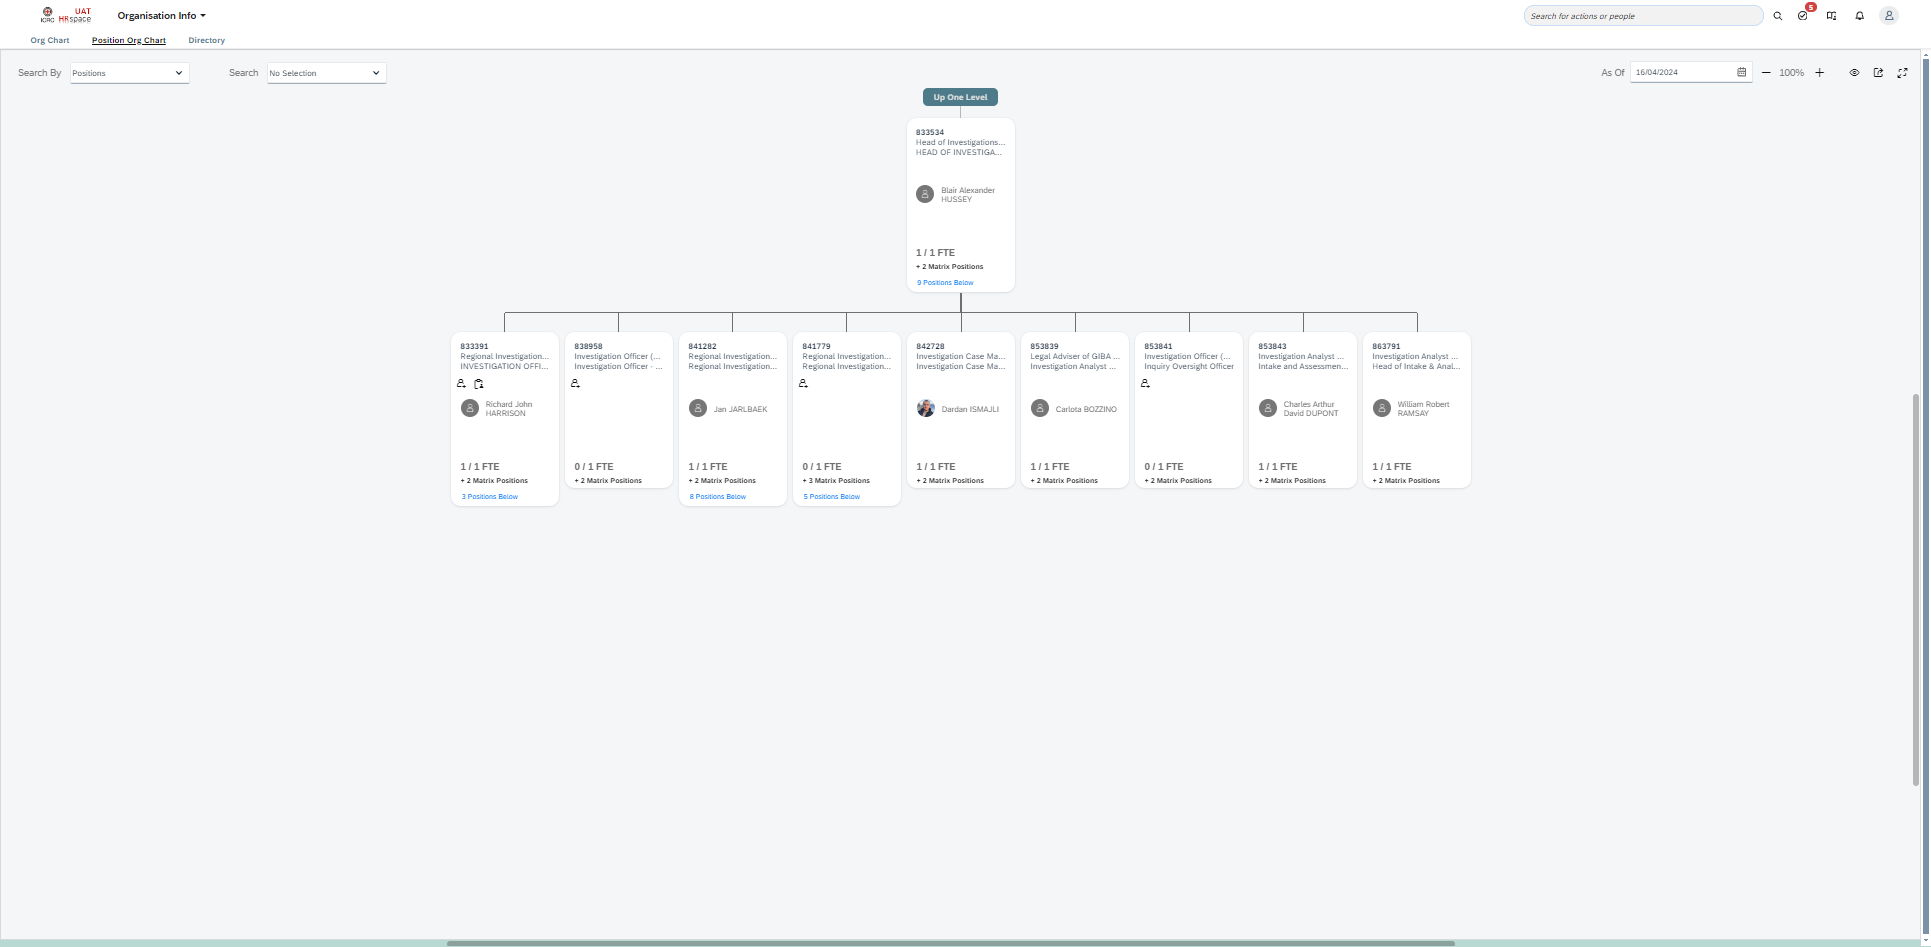 ICRC
UAT
HRspace
Organisation Info
Search for actions or people
5
Org Chart
Position Org Chart
Directory
Search By
Positions
Search
No Selection
As Of
16/04/2024
100%
Up One Level
833534
Head of Investigations...
HEAD OF INVESTIGA...
Blair Alexander
HUSSEY
1 / 1 FTE
+ 2 Matrix Positions
9 Positions Below
833391
Regional Investigation...
INVESTIGATION OFFI...
Richard John
HARRISON
1 / 1 FTE
+ 2 Matrix Positions
3 Positions Below
838958
Investigation Officer (...
Investigation Officer - ...
0 / 1 FTE
+ 2 Matrix Positions
841282
Regional Investigation...
Regional Investigation...
Jan JARLBAEK
1 / 1 FTE
+ 2 Matrix Positions
8 Positions Below
841779
Regional Investigation...
Regional Investigation...
0 / 1 FTE
+ 3 Matrix Positions
5 Positions Below
842728
Investigation Case Ma...
Investigation Case Ma...
Dardan ISMAJLI
1 / 1 FTE
+ 2 Matrix Positions
853839
Legal Adviser of GIBA ...
Investigation Analyst ...
Carlota BOZZINO
1 / 1 FTE
+ 2 Matrix Positions
853841
Investigation Officer (...
Inquiry Oversight Officer
0 / 1 FTE
+ 2 Matrix Positions
853843
Investigation Analyst ...
Intake and Assessmen...
Charles Arthur
David DUPONT
1 / 1 FTE
+ 2 Matrix Positions
863791
Investigation Analyst ...
Head of Intake & Anal...
William Robert
RAMSAY
1 / 1 FTE
+ 2 Matrix Positions